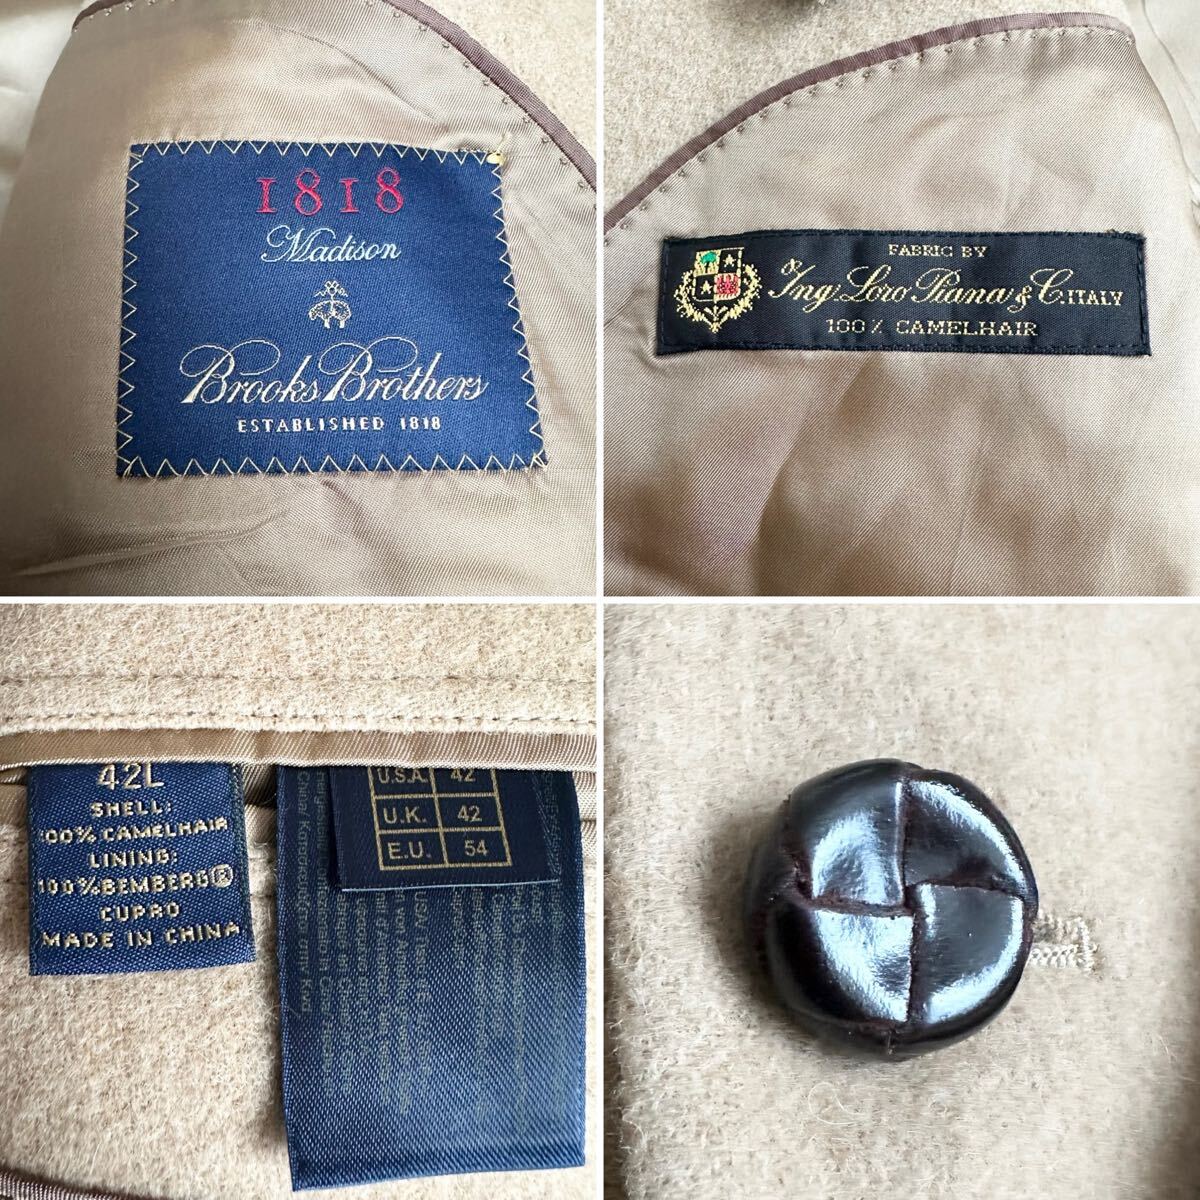 1818
Madison
Brooks Brothers
ESTABLISHED 1818
FABRIC BY
Ing. Loro Piana & C. ITALY
100% CAMELHAIR
42L
SHELL:
100% CAMELHAIR
LINING:
100%BEMBERG®
CUPRO
MADE IN CHINA
U.S.A. 42
U.K. 42
E.U. 54